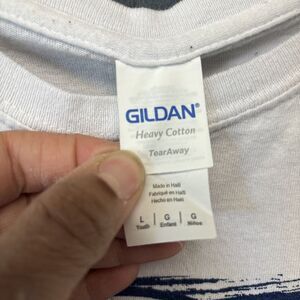 GILDAN®
Heavy Cotton
TearAway
Made in Haiti
Fabriqué en Haïti
Hecho en Haití
L G G
Youth Enfant Niños